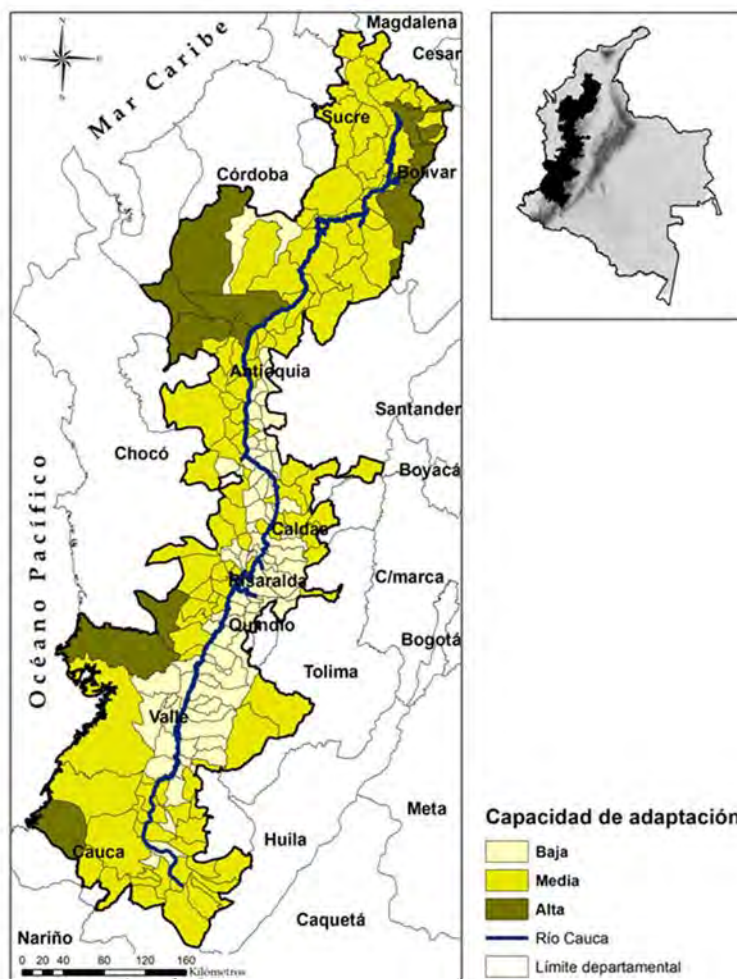 Magdalena
Cesar
N
W
E
S
Mar Caribe
Sucre
Bolívar
Córdoba
Antioquia
Santander
Chocó
Boyacá
Caldas
Risaralda
C/marca
Quindío
Bogotá
Océano Pacífico
Tolima
Valle
Meta
Huila
Cauca
Caquetá
Nariño
0 20 40 80 120 160
Kilómetros
Capacidad de adaptación
Baja
Media
Alta
Río Cauca
Límite departamental